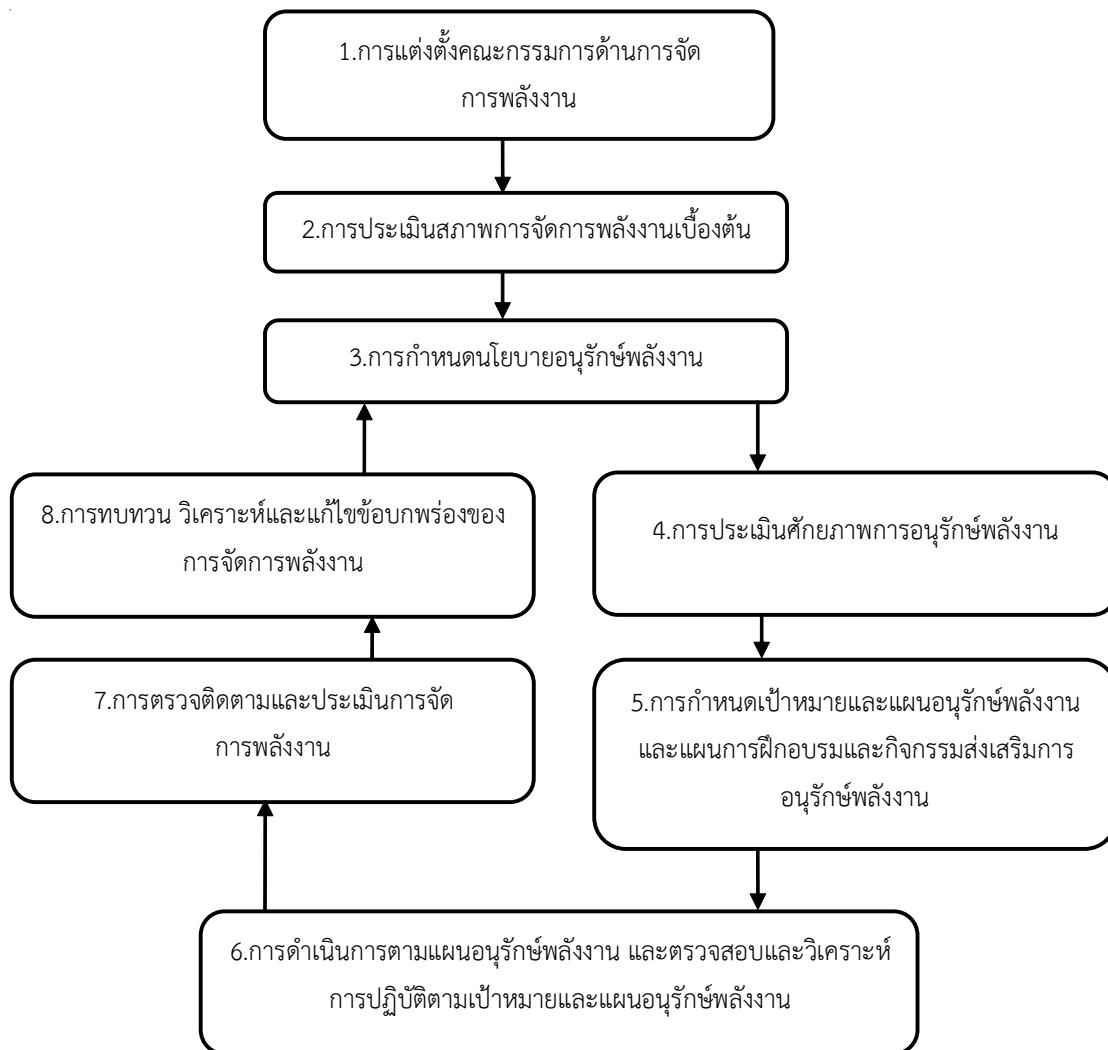 1.การแต่งตั้งคณะกรรมการด้านการจัด
การพลังงาน
2.การประเมินสภาพการจัดการพลังงานเบื้องต้น
3.การกำหนดนโยบายอนุรักษ์พลังงาน
4.การประเมินศักยภาพการอนุรักษ์พลังงาน
5.การกำหนดเป้าหมายและแผนอนุรักษ์พลังงาน
และแผนการฝึกอบรมและกิจกรรมส่งเสริมการ
อนุรักษ์พลังงาน
6.การดำเนินการตามแผนอนุรักษ์พลังงาน และตรวจสอบและวิเคราะห์
การปฏิบัติตามเป้าหมายและแผนอนุรักษ์พลังงาน
7.การตรวจติดตามและประเมินการจัด
การพลังงาน
8.การทบทวน วิเคราะห์และแก้ไขข้อบกพร่องของ
การจัดการพลังงาน